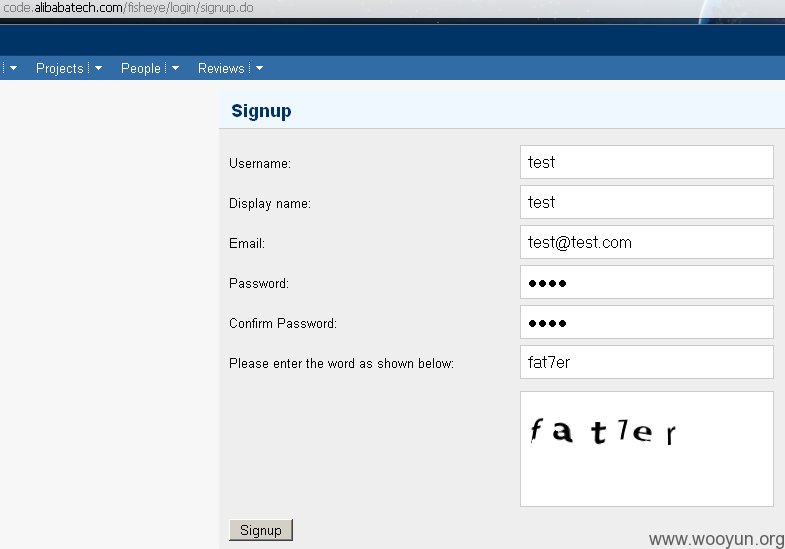 code.alibabatech.com/fisheye/login/signup.do
Projects People Reviews
Signup
Username: test
Display name: test
Email: test@test.com
Password: ••••
Confirm Password: ••••
Please enter the word as shown below: fat7er
fat7er
Signup
www.wooyun.org